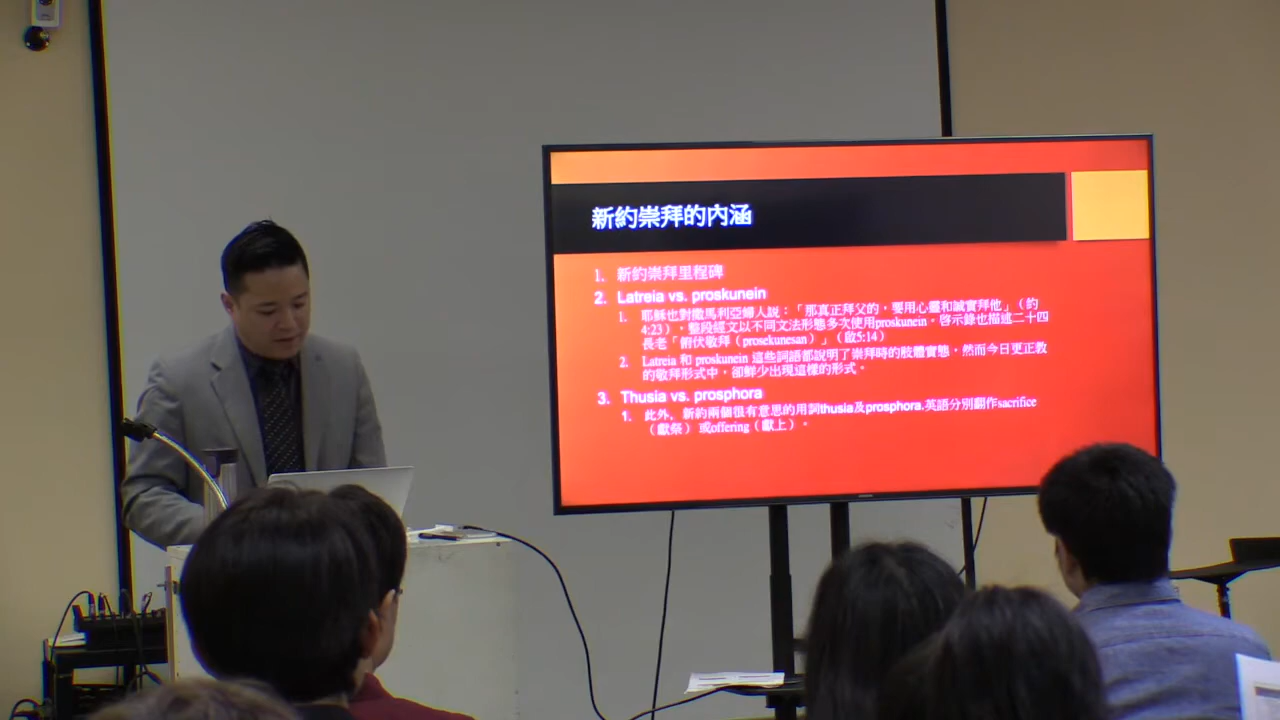 新約崇拜的內涵
1. 新約崇拜里程碑
2. Latreia vs. proskunein
1. 耶穌也對撒馬利亞婦人說：「那真正拜父的，要用心靈和誠實拜他」（約
4:23），整段經文以不同文法形態多次使用proskunein。啓示錄也描述二十四
長老「俯伏敬拜（prosekunesan）」（啟5:14）
2. Latreia 和 proskunein 這些詞語都說明了崇拜時的肢體實態，然而今日更正教
的敬拜形式中，卻鮮少出現這樣的形式。
3. Thusia vs. prosphora
1. 此外，新約兩個很有意思的用詞thusia及prosphora,英語分別翻作sacrifice
（獻祭） 或offering（獻上）。